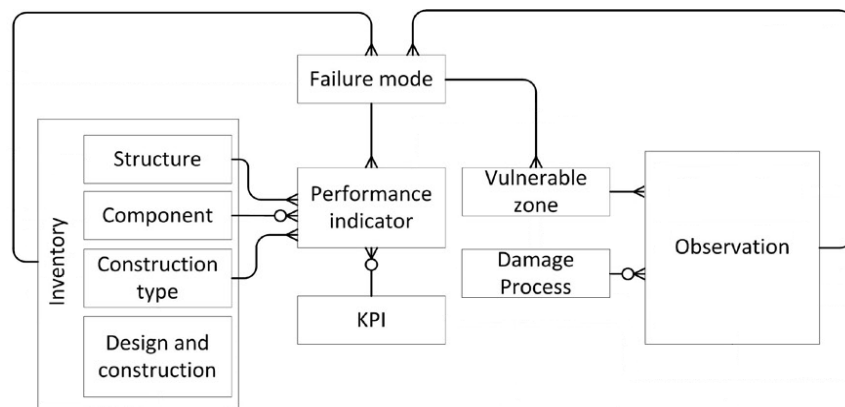 Failure mode
Inventory
Structure
Component
Construction
type
Design and
construction
Performance
indicator
KPI
Vulnerable
zone
Damage
Process
Observation